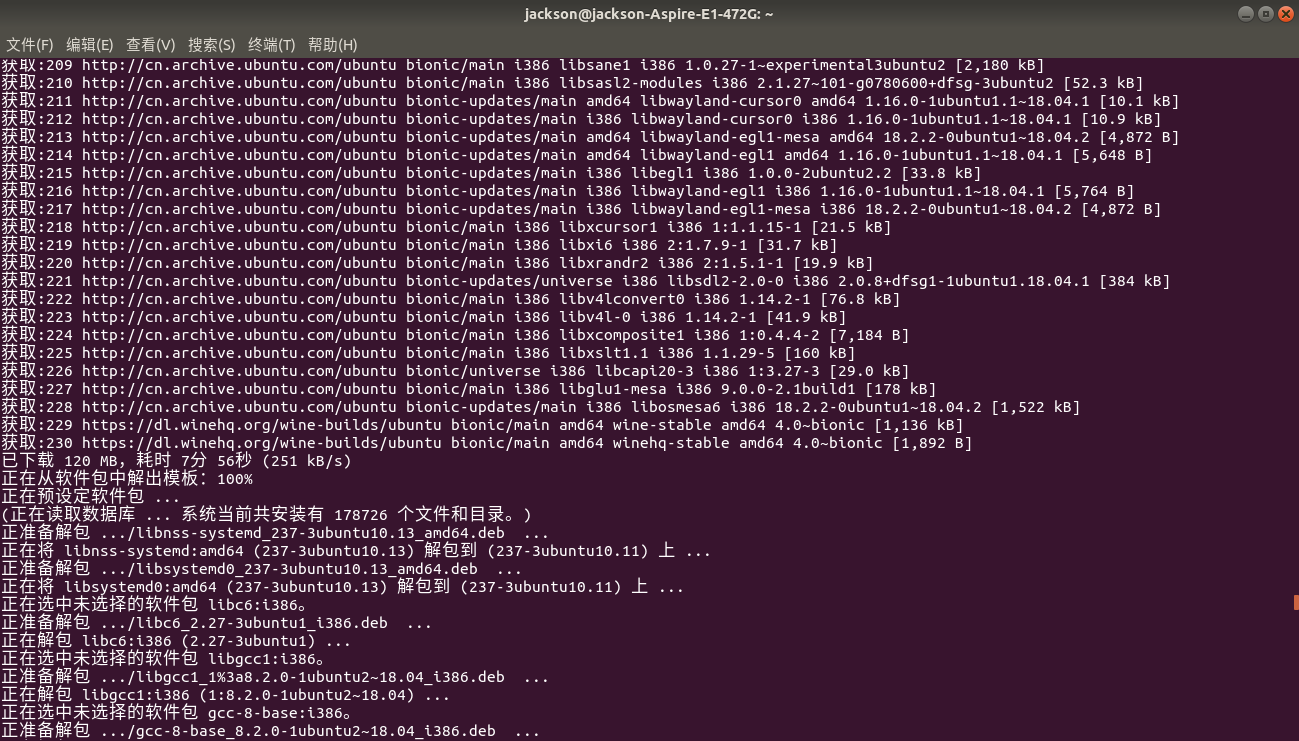 jackson@jackson-Aspire-E1-472G: ~
文件(F) 编辑(E) 查看(V) 搜索(S) 终端(T) 帮助(H)
获取:209 http://cn.archive.ubuntu.com/ubuntu bionic/main i386 libsane1 i386 1.0.27-1~experimental3ubuntu2 [2,180 kB]
获取:210 http://cn.archive.ubuntu.com/ubuntu bionic/main i386 libsasl2-modules i386 2.1.27~101-g0780600+dfsg-3ubuntu2 [52.3 kB]
获取:211 http://cn.archive.ubuntu.com/ubuntu bionic-updates/main amd64 libwayland-cursor0 amd64 1.16.0-1ubuntu1.1~18.04.1 [10.1 kB]
获取:212 http://cn.archive.ubuntu.com/ubuntu bionic-updates/main i386 libwayland-cursor0 i386 1.16.0-1ubuntu1.1~18.04.1 [10.9 kB]
获取:213 http://cn.archive.ubuntu.com/ubuntu bionic-updates/main amd64 libwayland-egl1-mesa amd64 18.2.2-0ubuntu1~18.04.2 [4,872 B]
获取:214 http://cn.archive.ubuntu.com/ubuntu bionic-updates/main amd64 libwayland-egl1 amd64 1.16.0-1ubuntu1.1~18.04.1 [5,648 B]
获取:215 http://cn.archive.ubuntu.com/ubuntu bionic-updates/main i386 libegl1 i386 1.0.0-2ubuntu2.2 [33.8 kB]
获取:216 http://cn.archive.ubuntu.com/ubuntu bionic-updates/main i386 libwayland-egl1 i386 1.16.0-1ubuntu1.1~18.04.1 [5,764 B]
获取:217 http://cn.archive.ubuntu.com/ubuntu bionic-updates/main i386 libwayland-egl1-mesa i386 18.2.2-0ubuntu1~18.04.2 [4,872 B]
获取:218 http://cn.archive.ubuntu.com/ubuntu bionic/main i386 libxcursor1 i386 1:1.1.15-1 [21.5 kB]
获取:219 http://cn.archive.ubuntu.com/ubuntu bionic/main i386 libxi6 i386 2:1.7.9-1 [31.7 kB]
获取:220 http://cn.archive.ubuntu.com/ubuntu bionic/main i386 libxrandr2 i386 2:1.5.1-1 [19.9 kB]
获取:221 http://cn.archive.ubuntu.com/ubuntu bionic-updates/universe i386 libsdl2-2.0-0 i386 2.0.8+dfsg1-1ubuntu1.18.04.1 [384 kB]
获取:222 http://cn.archive.ubuntu.com/ubuntu bionic/main i386 libv4lconvert0 i386 1.14.2-1 [76.8 kB]
获取:223 http://cn.archive.ubuntu.com/ubuntu bionic/main i386 libv4l-0 i386 1.14.2-1 [41.9 kB]
获取:224 http://cn.archive.ubuntu.com/ubuntu bionic/main i386 libxcomposite1 i386 1:0.4.4-2 [7,184 B]
获取:225 http://cn.archive.ubuntu.com/ubuntu bionic/main i386 libxslt1.1 i386 1.1.29-5 [160 kB]
获取:226 http://cn.archive.ubuntu.com/ubuntu bionic/universe i386 libcapi20-3 i386 1:3.27-3 [29.0 kB]
获取:227 http://cn.archive.ubuntu.com/ubuntu bionic/main i386 libglu1-mesa i386 9.0.0-2.1build1 [178 kB]
获取:228 http://cn.archive.ubuntu.com/ubuntu bionic-updates/main i386 libosmesa6 i386 18.2.2-0ubuntu1~18.04.2 [1,522 kB]
获取:229 https://dl.winehq.org/wine-builds/ubuntu bionic/main amd64 wine-stable amd64 4.0~bionic [1,136 kB]
获取:230 https://dl.winehq.org/wine-builds/ubuntu bionic/main amd64 winehq-stable amd64 4.0~bionic [1,892 B]
已下载 120 MB，耗时 7分 56秒 (251 kB/s)
正在从软件包中解出模板：100%
正在预设定软件包 ...
(正在读取数据库 ... 系统当前共安装有 178726 个文件和目录。)
正准备解包 .../libnss-systemd_237-3ubuntu10.13_amd64.deb  ...
正在将 libnss-systemd:amd64 (237-3ubuntu10.13) 解包到 (237-3ubuntu10.11) 上 ...
正准备解包 .../libsystemd0_237-3ubuntu10.13_amd64.deb  ...
正在将 libsystemd0:amd64 (237-3ubuntu10.13) 解包到 (237-3ubuntu10.11) 上 ...
正在选中未选择的软件包 libc6:i386。
正准备解包 .../libc6_2.27-3ubuntu1_i386.deb  ...
正在解包 libc6:i386 (2.27-3ubuntu1) ...
正在选中未选择的软件包 libgcc1:i386。
正准备解包 .../libgcc1_1%3a8.2.0-1ubuntu2~18.04_i386.deb  ...
正在解包 libgcc1:i386 (1:8.2.0-1ubuntu2~18.04) ...
正在选中未选择的软件包 gcc-8-base:i386。
正准备解包 .../gcc-8-base_8.2.0-1ubuntu2~18.04_i386.deb  ...